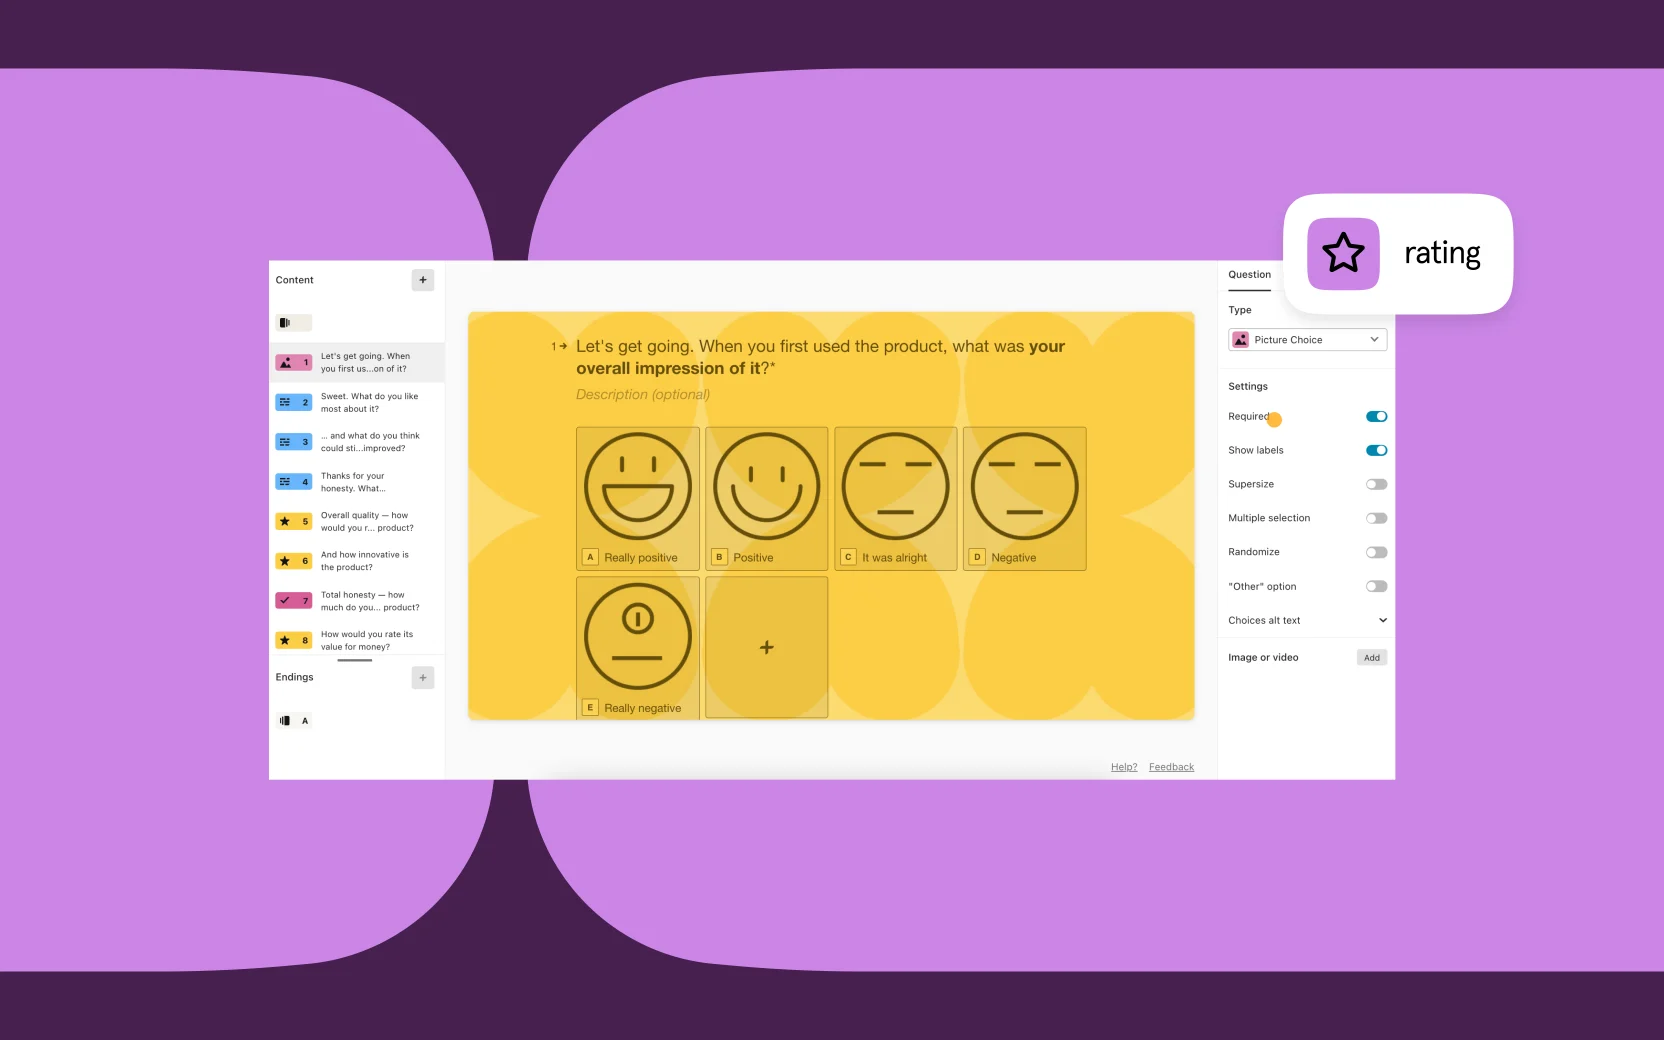 rating
Content
+
1
Let's get going. When
you first us...on of it?
2
Sweet. What do you like
most about it?
3
... and what do you think
could sti...improved?
4
Thanks for your
honesty. What...
5
Overall quality — how
would you r... product?
6
And how innovative is
the product?
7
Total honesty — how
much do you... product?
8
How would you rate its
value for money?
Endings
+
A
1→ Let's get going. When you first used the product, what was your
overall impression of it?*
Description (optional)
A Really positive
B Positive
C It was alright
D Negative
E Really negative
+
Help? Feedback
Question
Type
Picture Choice
Settings
Required
Show labels
Supersize
Multiple selection
Randomize
"Other" option
Choices alt text
Image or video Add